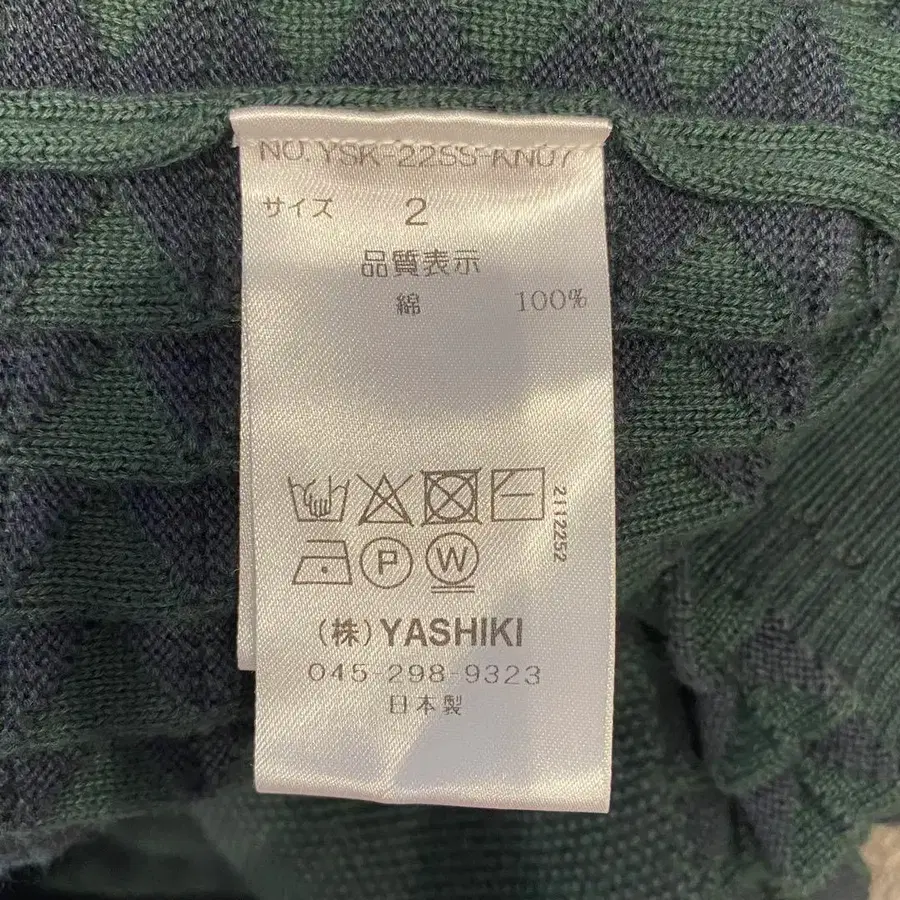 NO. YSK-22SS-KN07
サイズ 2
品質表示
綿 100%
2112252
P W
(株) YASHIKI
045-298-9323
日本製